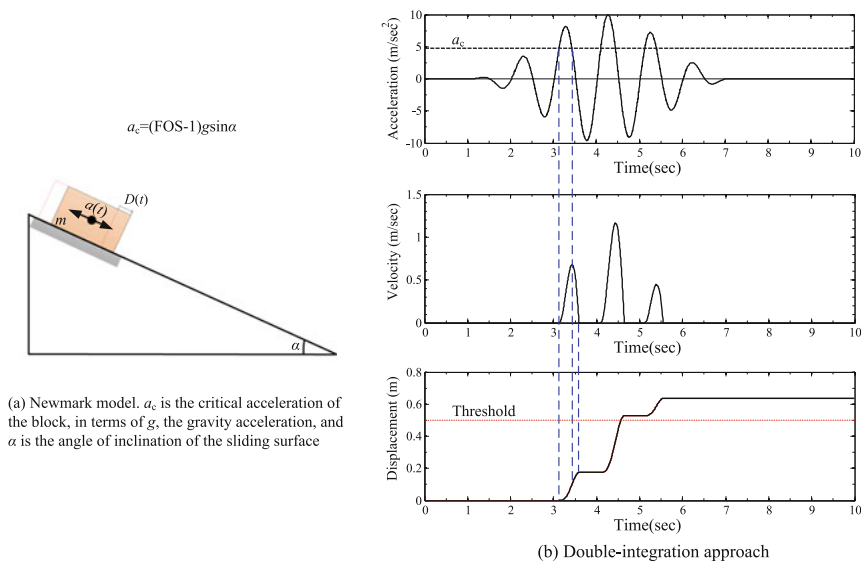 a_c=(FOS-1)gsinα
D(t)
a(t)
m
α
(a) Newmark model. a_c is the critical acceleration of
the block, in terms of g, the gravity acceleration, and
α is the angle of inclination of the sliding surface
Acceleration (m/sec²)
10
5
0
-5
-10
a_c
0 1 2 3 4 5 6 7 8 9 10
Time(sec)
Velocity (m/sec)
1.5
1
0.5
0
0 1 2 3 4 5 6 7 8 9 10
Time(sec)
Displacement (m)
0.8
0.6
0.4
0.2
0
Threshold
0 1 2 3 4 5 6 7 8 9 10
Time(sec)
(b) Double-integration approach